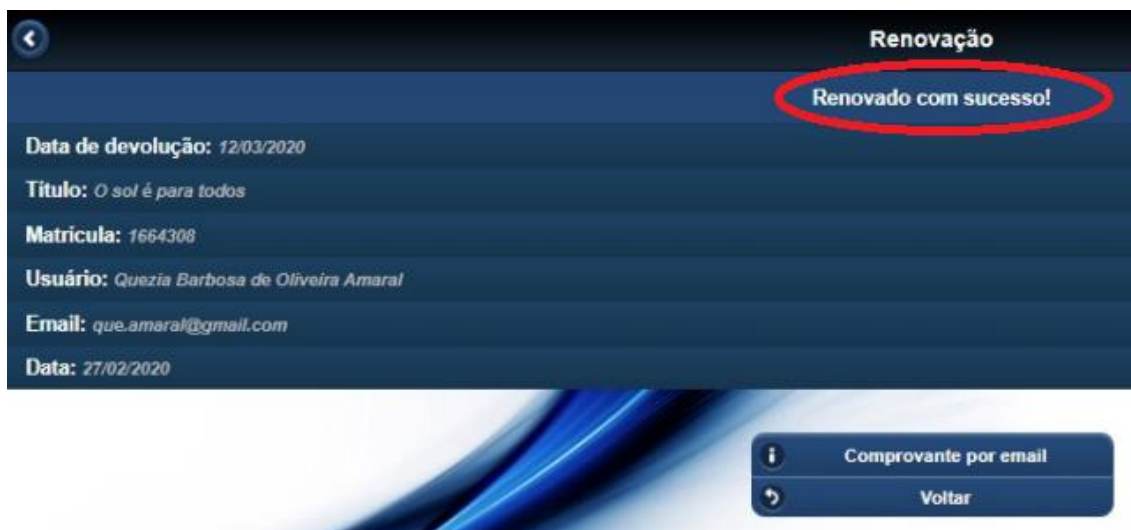 Renovação
Renovado com sucesso!
Data de devolução: 12/03/2020
Título: O sol é para todos
Matrícula: 1664308
Usuário: Quezia Barbosa de Oliveira Amaral
Email: que.amaral@gmail.com
Data: 27/02/2020
Comprovante por email
Voltar